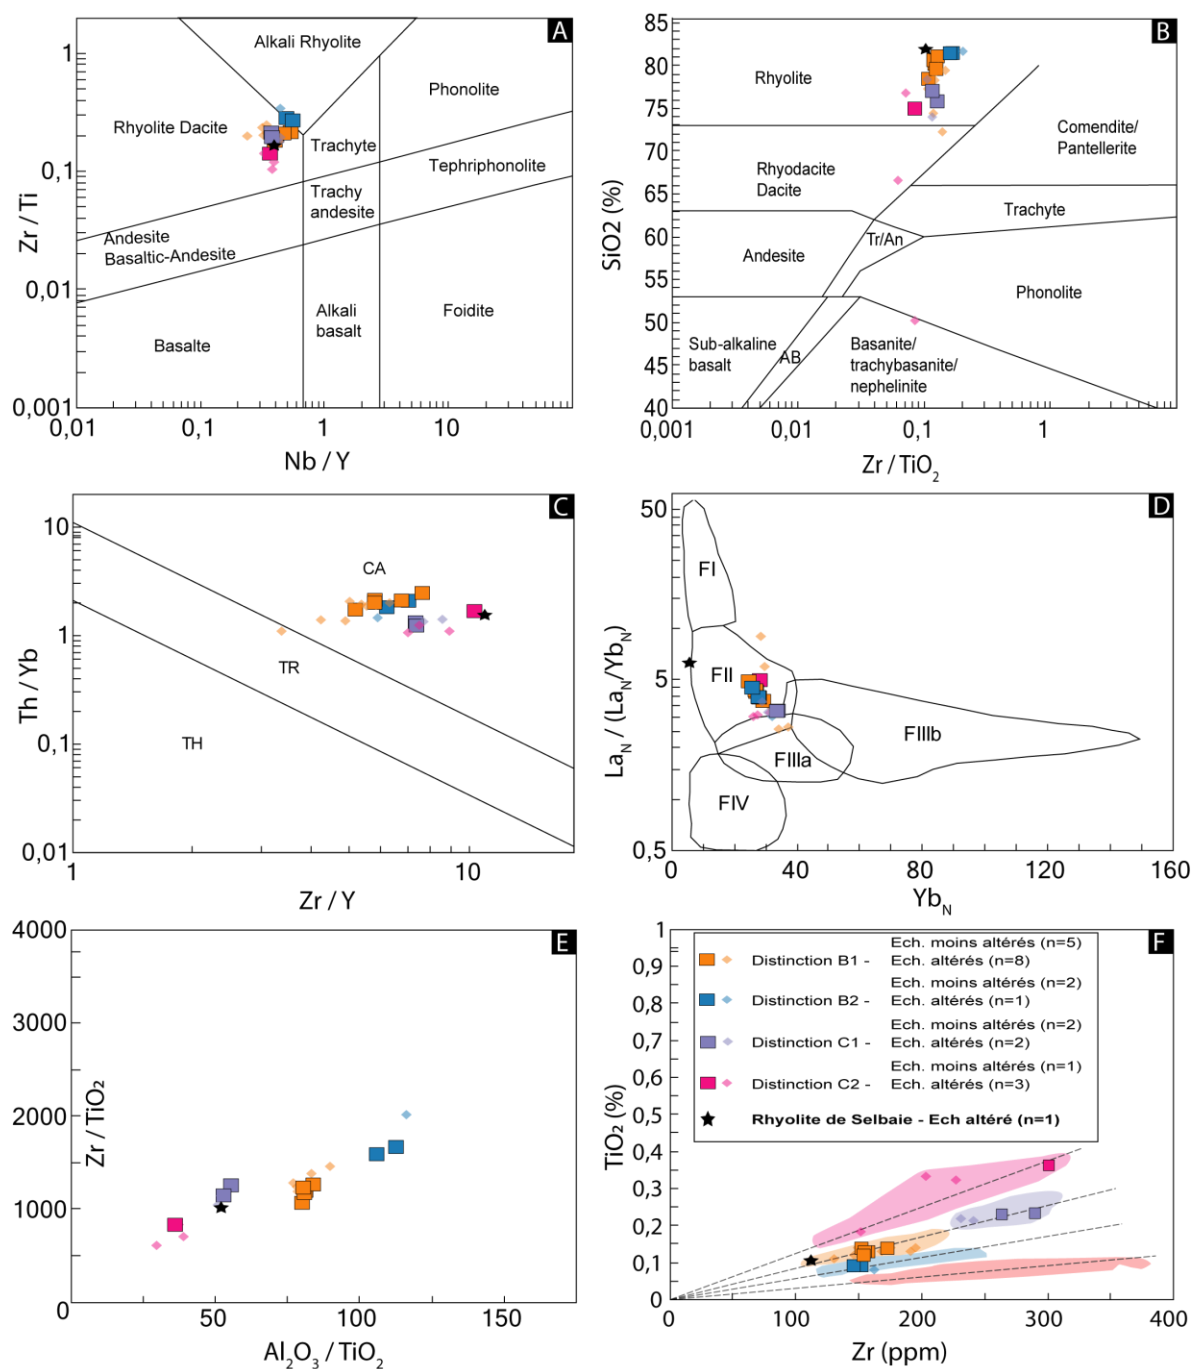 A
Zr / Ti
1
0,1
0,01
0,001
Alkali Rhyolite
Phonolite
Rhyolite Dacite
Trachyte
Tephriphonolite
Trachy
andesite
Andesite
Basaltic-Andesite
Alkali
basalt
Foidite
Basalte
0,01
0,1
1
10
Nb / Y
B
SiO2 (%)
85
80
75
70
65
60
55
50
45
40
Rhyolite
Comendite/
Pantellerite
Rhyodacite
Dacite
Trachyte
Tr/An
Andesite
Phonolite
Sub-alkaline
basalt
AB
Basanite/
trachybasanite/
nephelinite
0,001
0,01
0,1
1
Zr / TiO₂
C
Th / Yb
10
1
0,1
0,01
CA
TR
TH
1
10
Zr / Y
D
La_N / (La_N/Yb_N)
50
5
0,5
FI
FII
FIIIb
FIIIa
FIV
0
40
80
120
160
Yb_N
E
Zr / TiO₂
4000
3000
2000
1000
0
0
50
100
150
Al₂O₃ / TiO₂
F
TiO₂ (%)
1
0,9
0,8
0,7
0,6
0,5
0,4
0,3
0,2
0,1
0
Ech. moins altérés (n=5)
Distinction B1 - Ech. altérés (n=8)
Ech. moins altérés (n=2)
Distinction B2 - Ech. altérés (n=1)
Ech. moins altérés (n=2)
Distinction C1 - Ech. altérés (n=2)
Ech. moins altérés (n=1)
Distinction C2 - Ech. altérés (n=3)
Rhyolite de Selbaie - Ech altéré (n=1)
0
100
200
300
400
Zr (ppm)